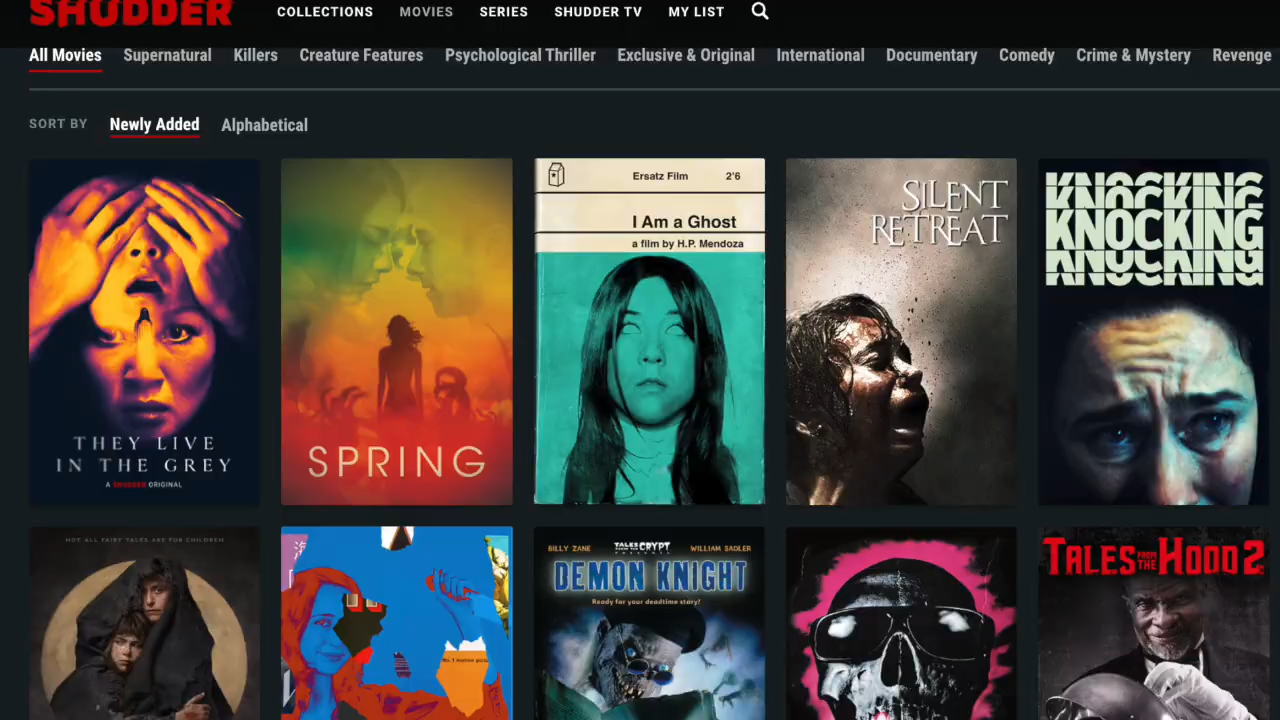 SHUDDER
COLLECTIONS MOVIES SERIES SHUDDER TV MY LIST
All Movies Supernatural Killers Creature Features Psychological Thriller Exclusive & Original International Documentary Comedy Crime & Mystery Revenge
SORT BY Newly Added Alphabetical
THEY LIVE
IN THE GREY
A SHUDDER ORIGINAL
SPRING
Ersatz Film 2'6
I Am a Ghost
a film by H.P. Mendoza
SILENT
RETREAT
KNOCKING
KNOCKING
KNOCKING
NOT ALL FAIRY TALES ARE FOR CHILDREN
BILLY ZANE TALES FROM THE CRYPT WILLIAM SADLER
PRESENTS
DEMON KNIGHT
Ready for your deadtime story?
TALES FROM THE HOOD 2